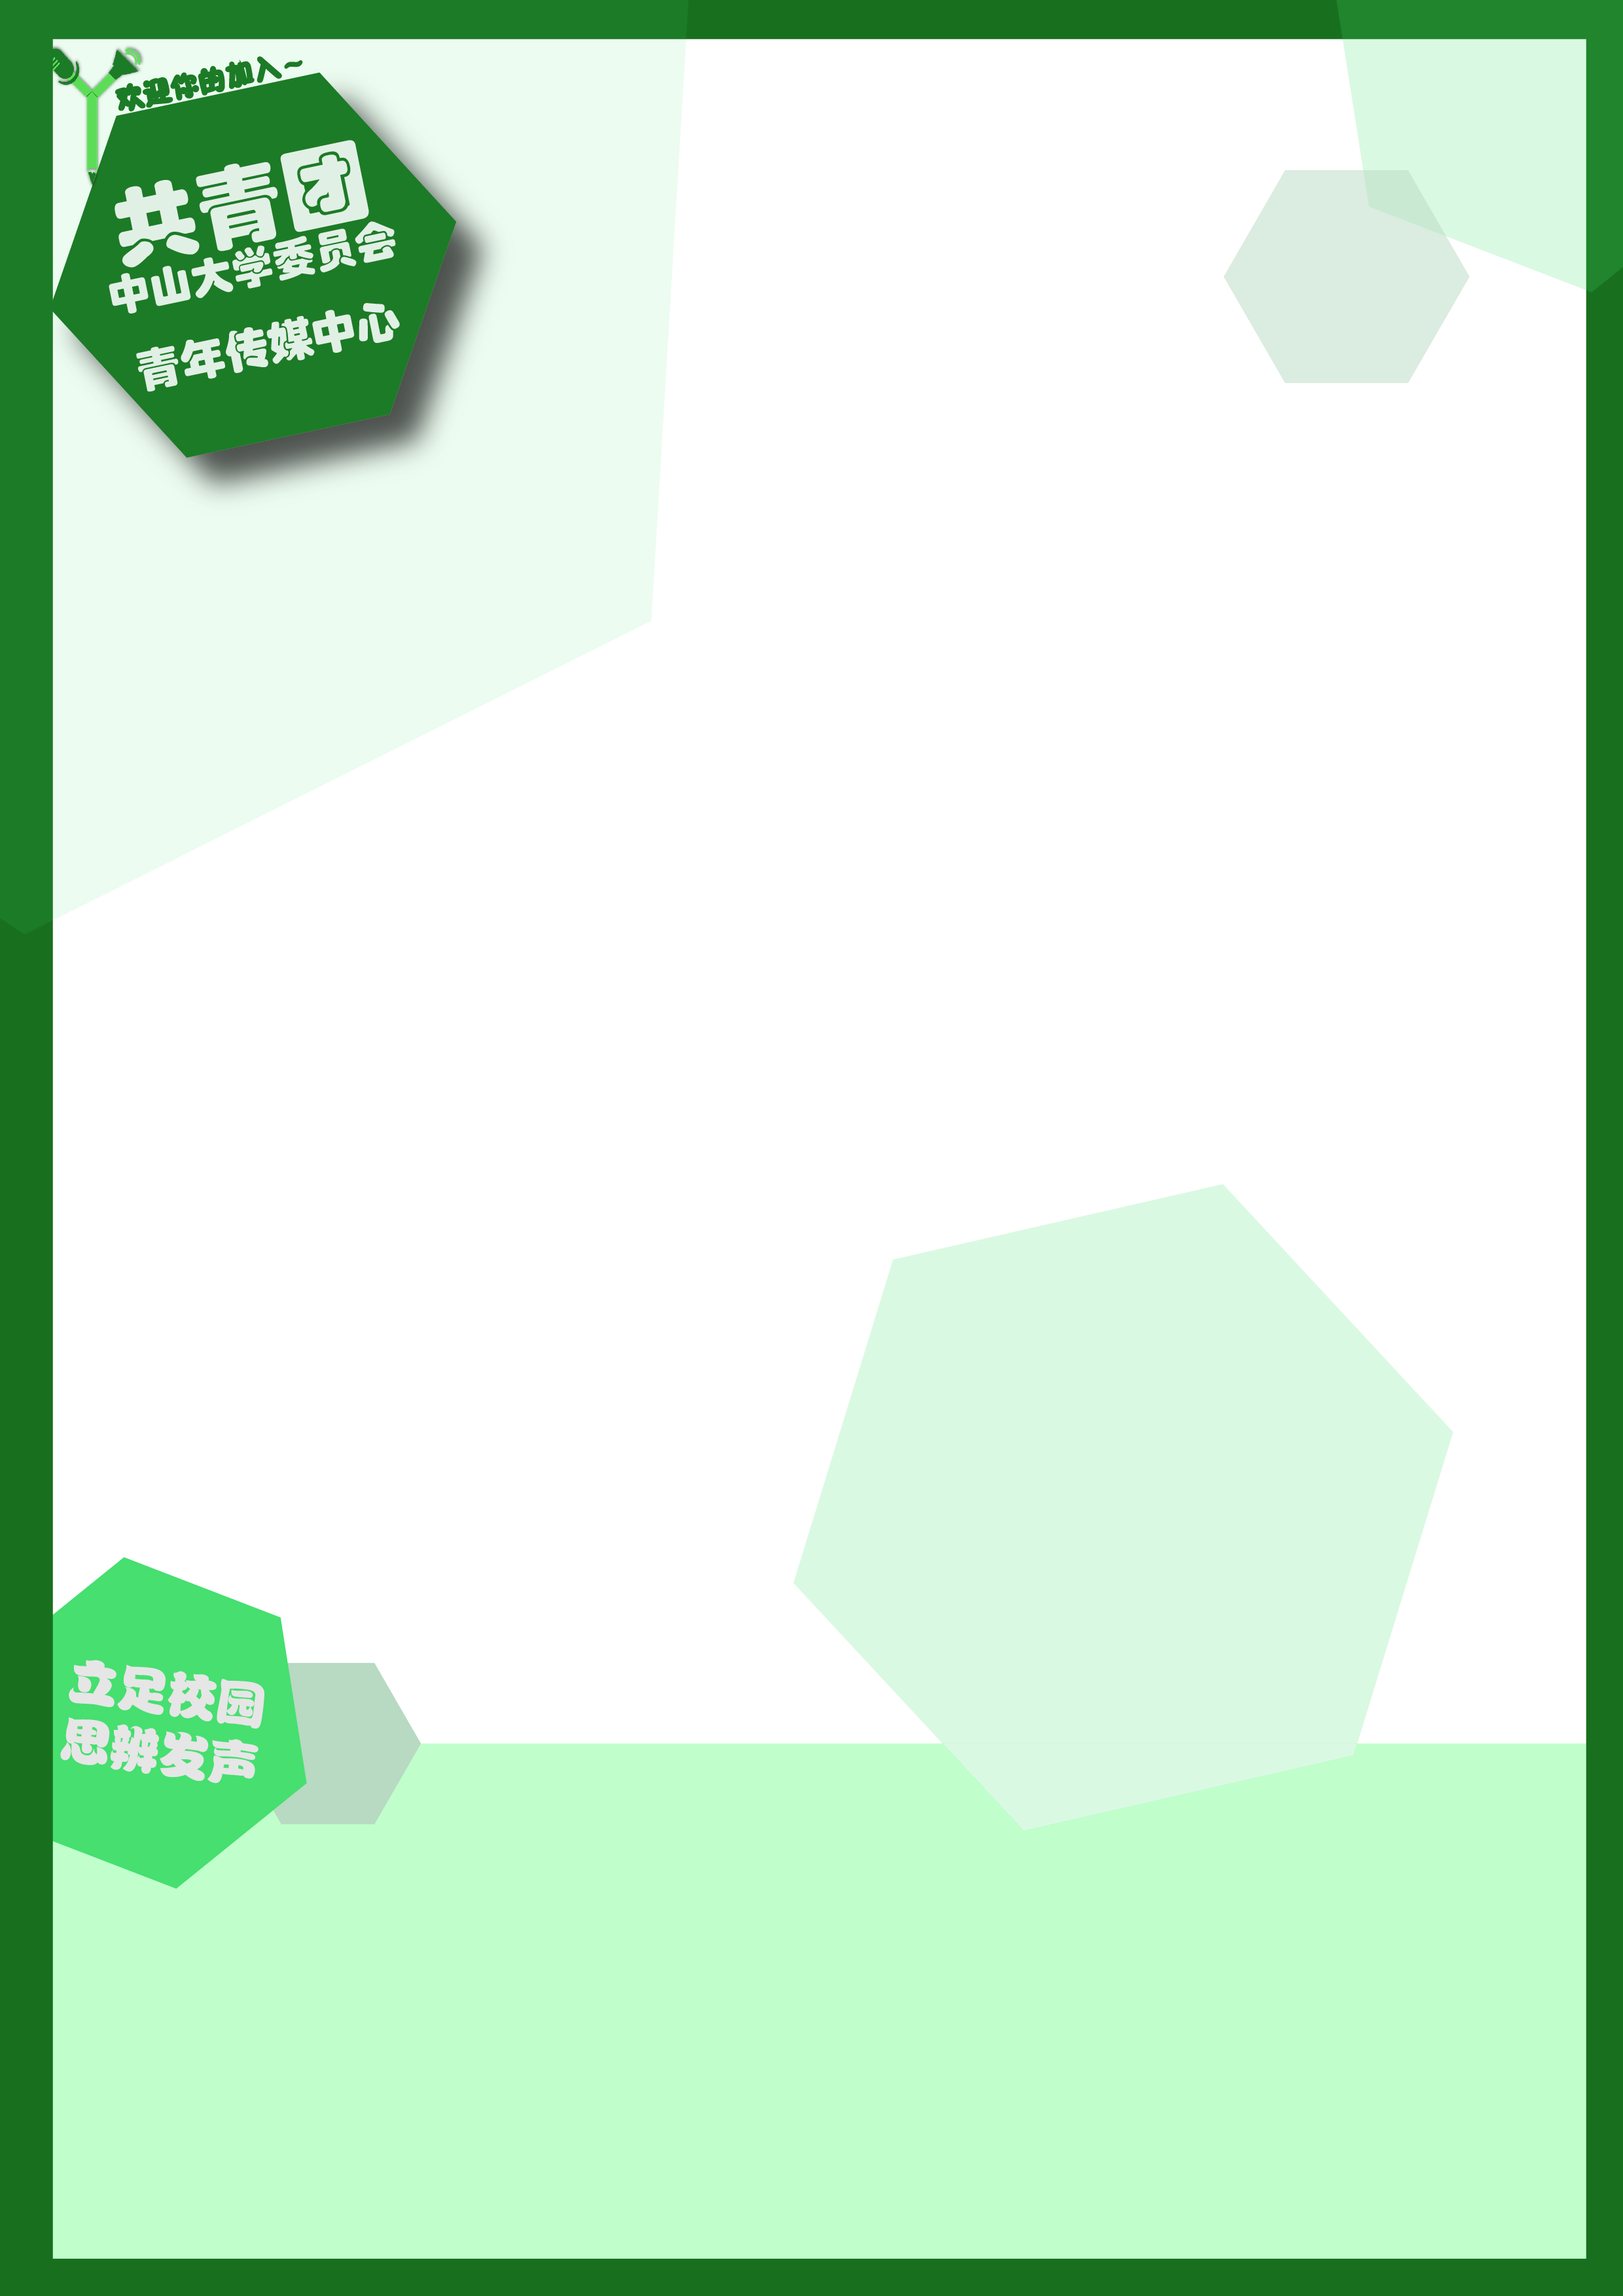 欢迎你的加入~
共青团
中山大学委员会
青年传媒中心
立足校园
思辨发声